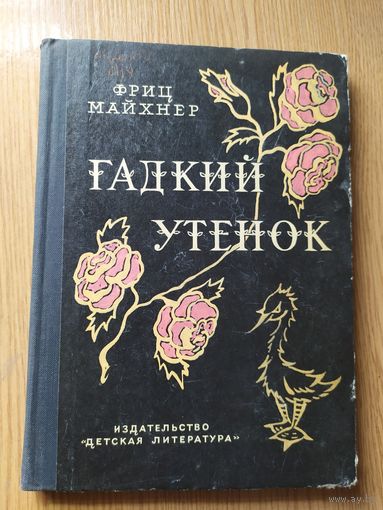 ФРИЦ
МАЙХНЕР
ГАДКИЙ
УТЕНОК
ИЗДАТЕЛЬСТВО
«ДЕТСКАЯ ЛИТЕРАТУРА»